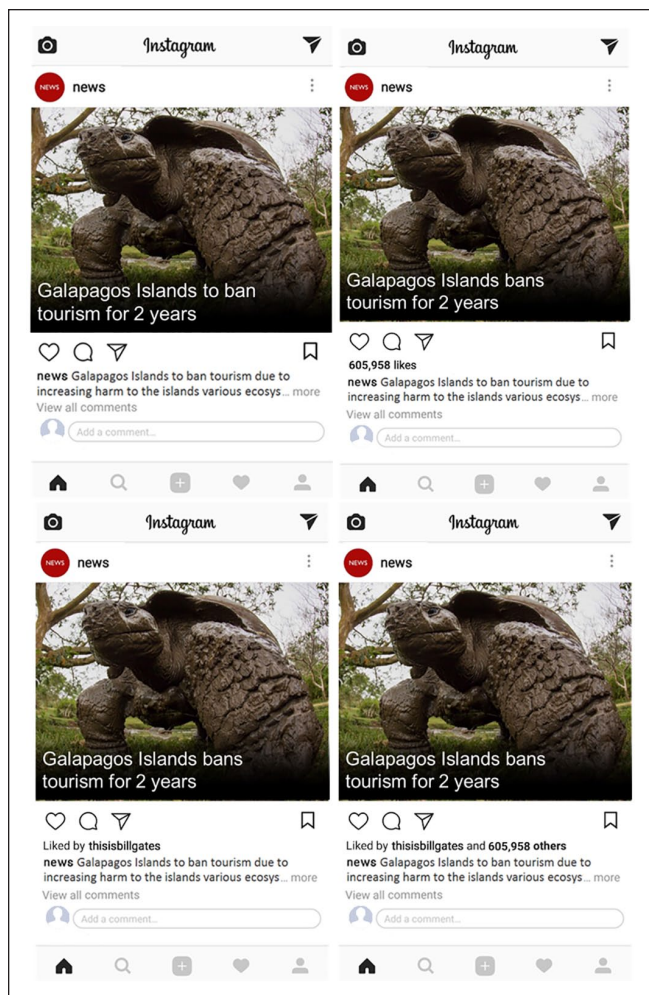 Instagram
NEWS news
Galapagos Islands to ban
tourism for 2 years
news Galapagos Islands to ban tourism due to
increasing harm to the islands various ecosys... more
View all comments
Add a comment...
Instagram
NEWS news
Galapagos Islands bans
tourism for 2 years
605,958 likes
news Galapagos Islands to ban tourism due to
increasing harm to the islands various ecosys... more
View all comments
Add a comment...
Instagram
NEWS news
Galapagos Islands bans
tourism for 2 years
Liked by thisisbillgates
news Galapagos Islands to ban tourism due to
increasing harm to the islands various ecosys... more
View all comments
Add a comment...
Instagram
NEWS news
Galapagos Islands bans
tourism for 2 years
Liked by thisisbillgates and 605,958 others
news Galapagos Islands to ban tourism due to
increasing harm to the islands various ecosys... more
View all comments
Add a comment...